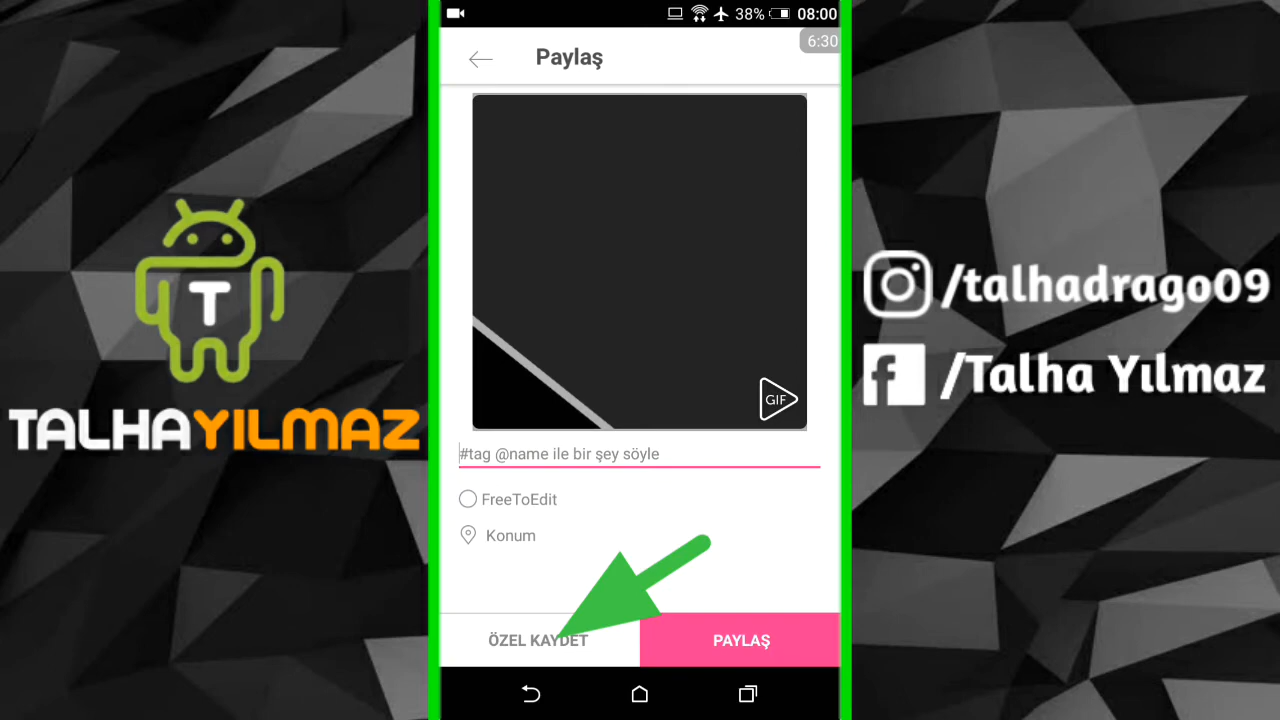 38% 08:00
6:30
Paylaş
GIF
#tag @name ile bir şey söyle
FreeToEdit
Konum
ÖZEL KAYDET
PAYLAŞ
T
TALHAYILMAZ
/talhadrago09
/Talha Yılmaz